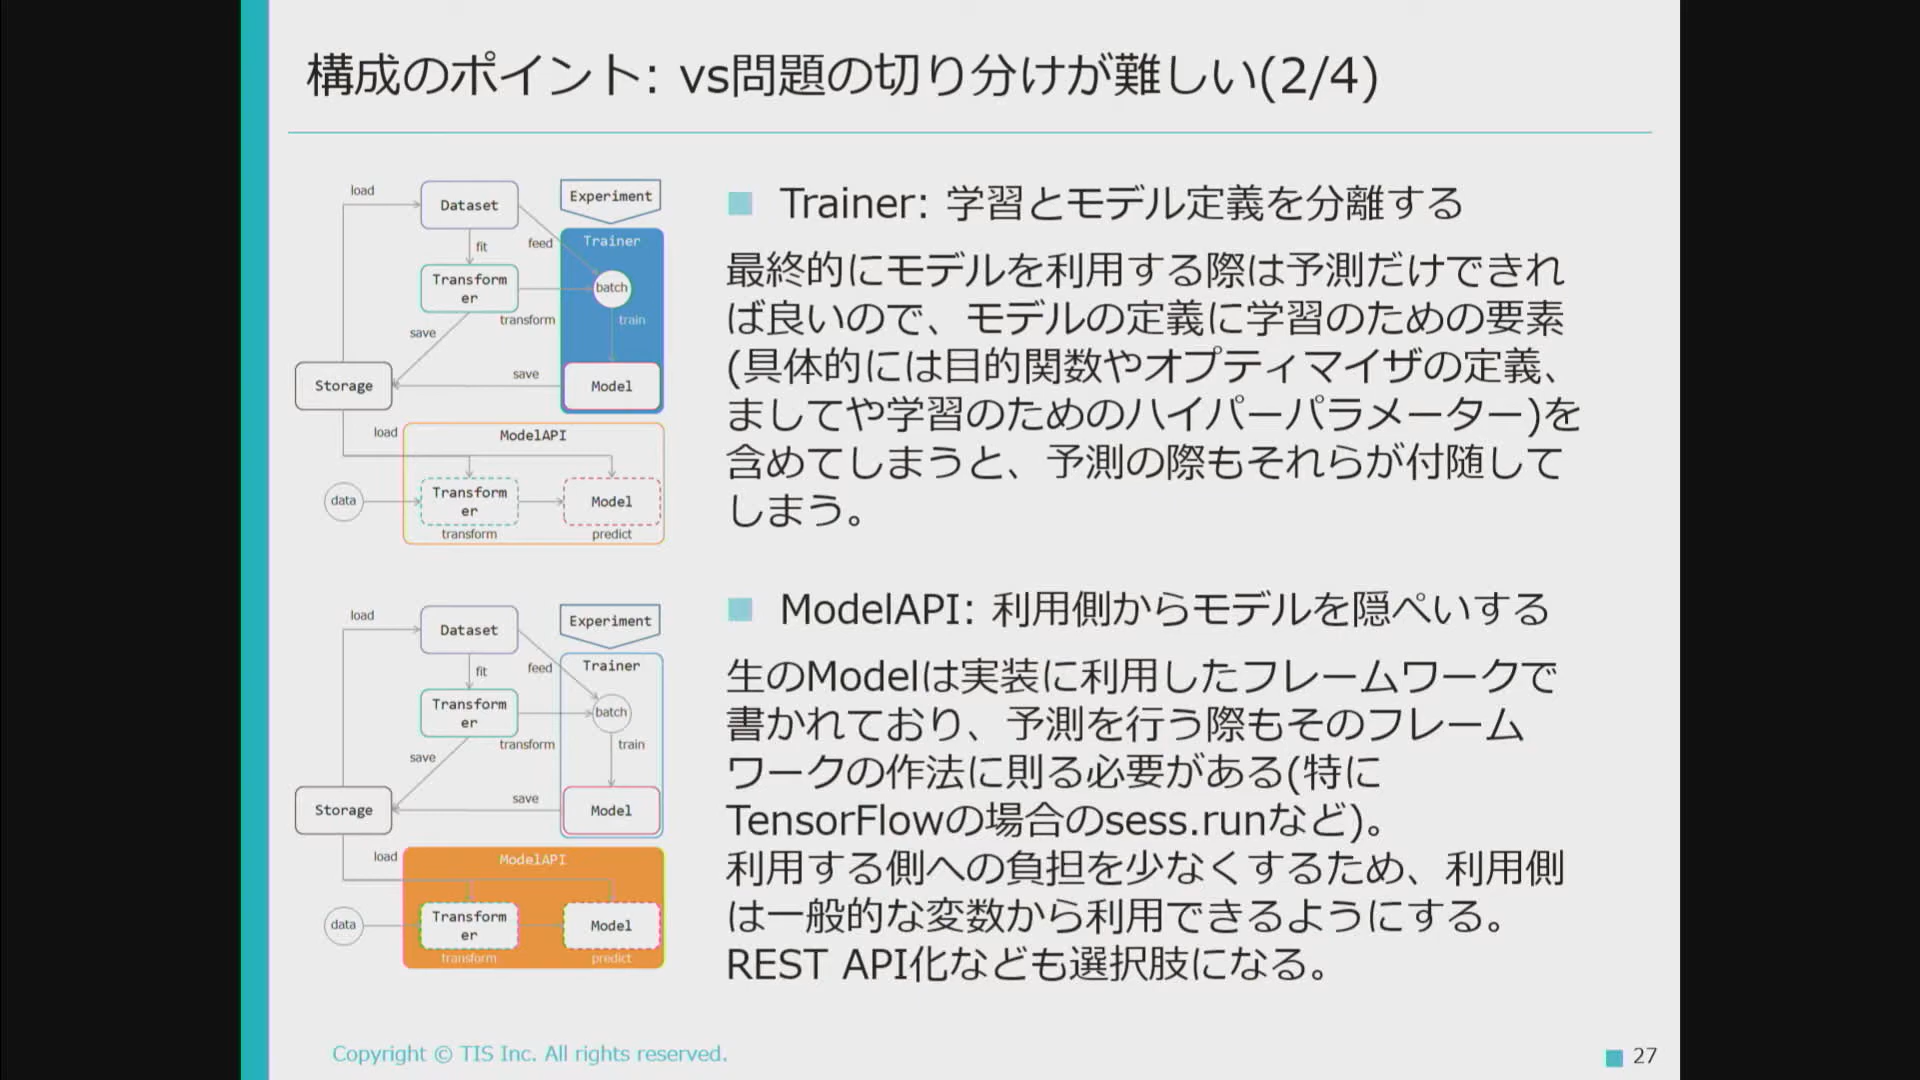 構成のポイント: vs問題の切り分けが難しい(2/4)
load
Dataset
Experiment
fit
feed
Trainer
Transform
er
batch
transform
train
save
Storage
save
Model
load
ModelAPI
data
Transform
er
Model
transform
predict
Trainer: 学習とモデル定義を分離する
最終的にモデルを利用する際は予測だけできれ
ば良いので、モデルの定義に学習のための要素
(具体的には目的関数やオプティマイザの定義、
ましてや学習のためのハイパーパラメーター)を
含めてしまうと、予測の際もそれらが付随して
しまう。
load
Dataset
Experiment
fit
feed
Trainer
Transform
er
batch
transform
train
save
Storage
save
Model
load
ModelAPI
data
Transform
er
Model
transform
predict
ModelAPI: 利用側からモデルを隠ぺいする
生のModelは実装に利用したフレームワークで
書かれており、予測を行う際もそのフレーム
ワークの作法に則る必要がある(特に
TensorFlowの場合のsess.runなど)。
利用する側への負担を少なくするため、利用側
は一般的な変数から利用できるようにする。
REST API化なども選択肢になる。
Copyright © TIS Inc. All rights reserved.
27